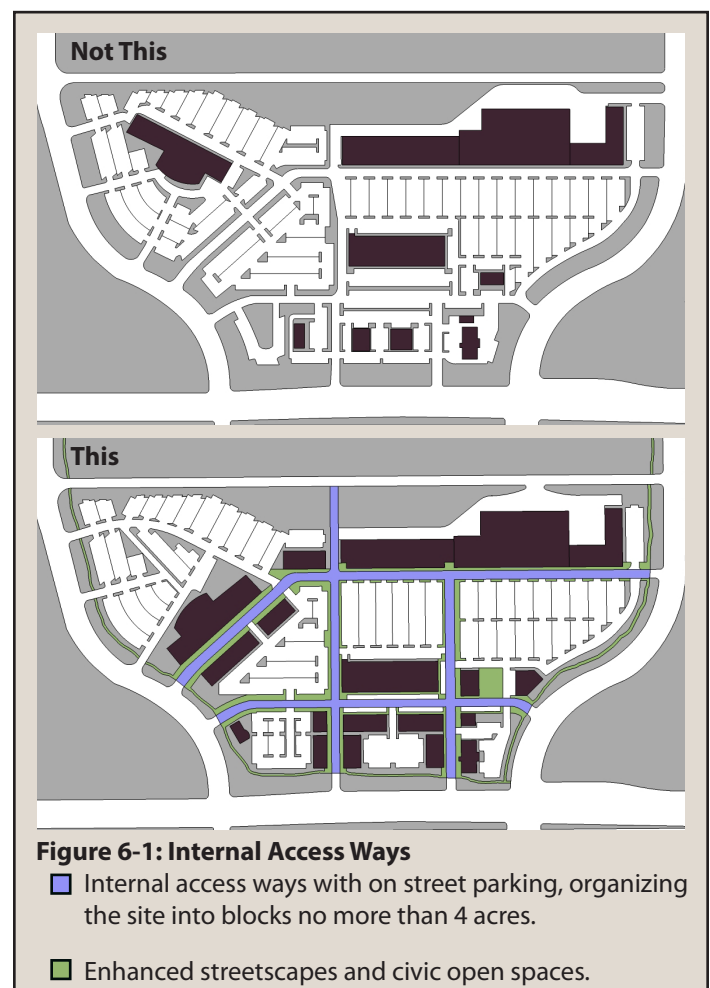 Not This
This
Figure 6-1: Internal Access Ways
Internal access ways with on street parking, organizing
the site into blocks no more than 4 acres.
Enhanced streetscapes and civic open spaces.